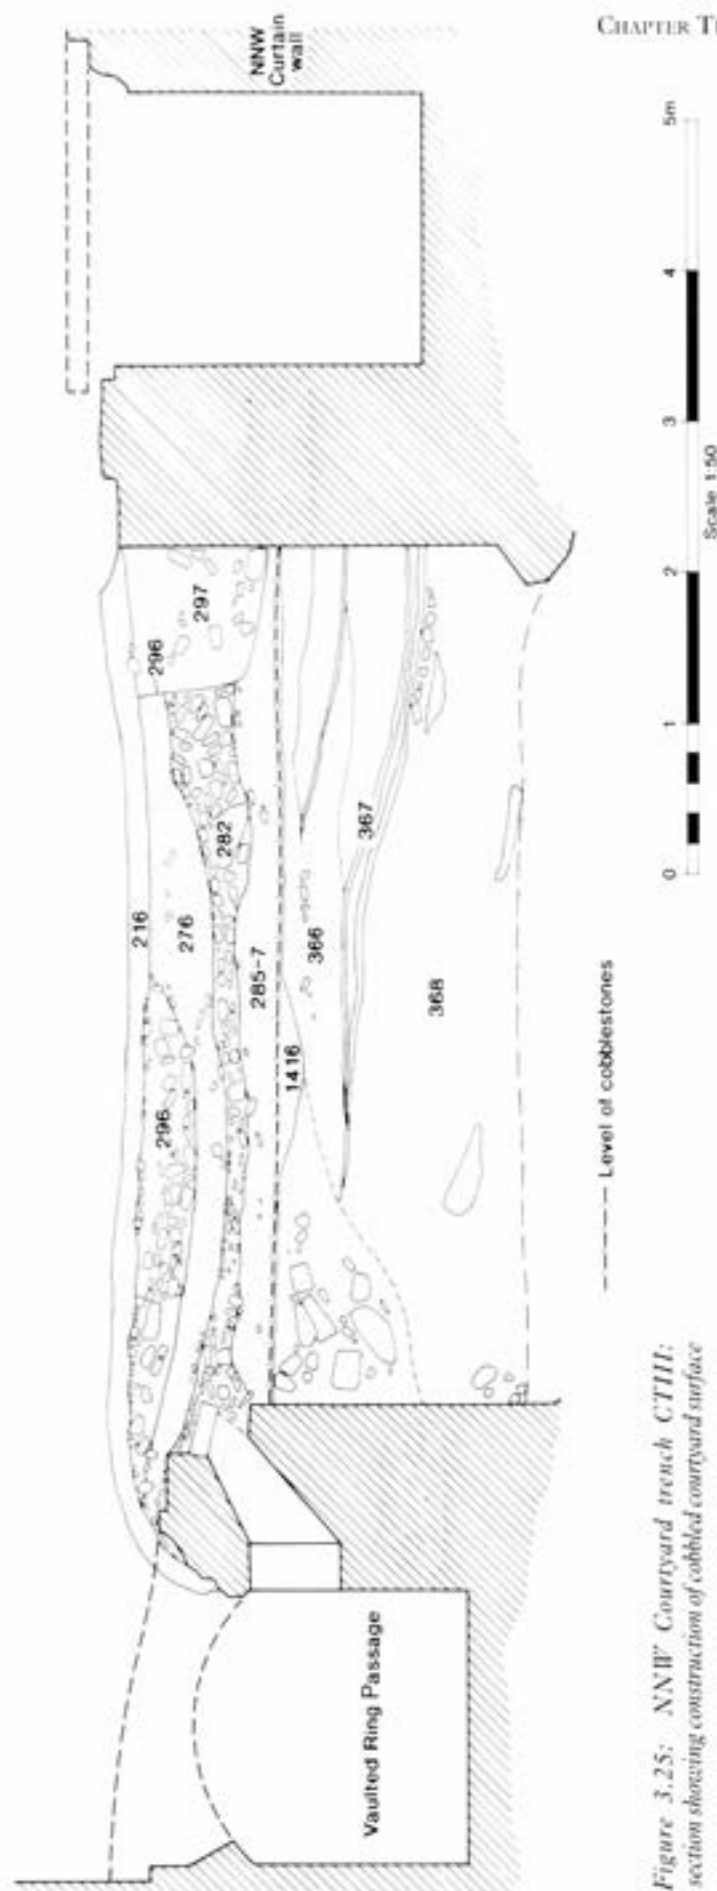 CHAPTER
NNW
Curtain
wall
297
296
282
216
276
285-7
367
366
368
1416
296
Vaulted Ring Passage
----- Level of cobblestones
0 1 2 3 4 5m
Scale 1:50
Figure 3.25: NNW Courtyard trench CTIII:
section showing construction of cobbled courtyard surface